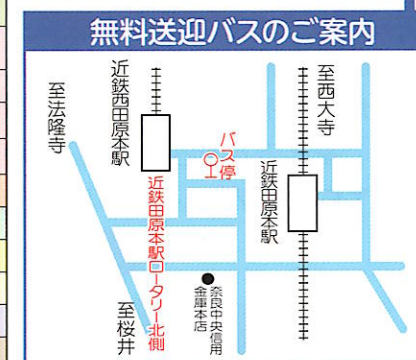 無料送迎バスのご案内
至西大寺
近鉄田原本駅
バス停
近鉄西田原本駅
至法隆寺
近鉄田原本駅ロータリー北側
奈良中央信用
金庫本店
至桜井